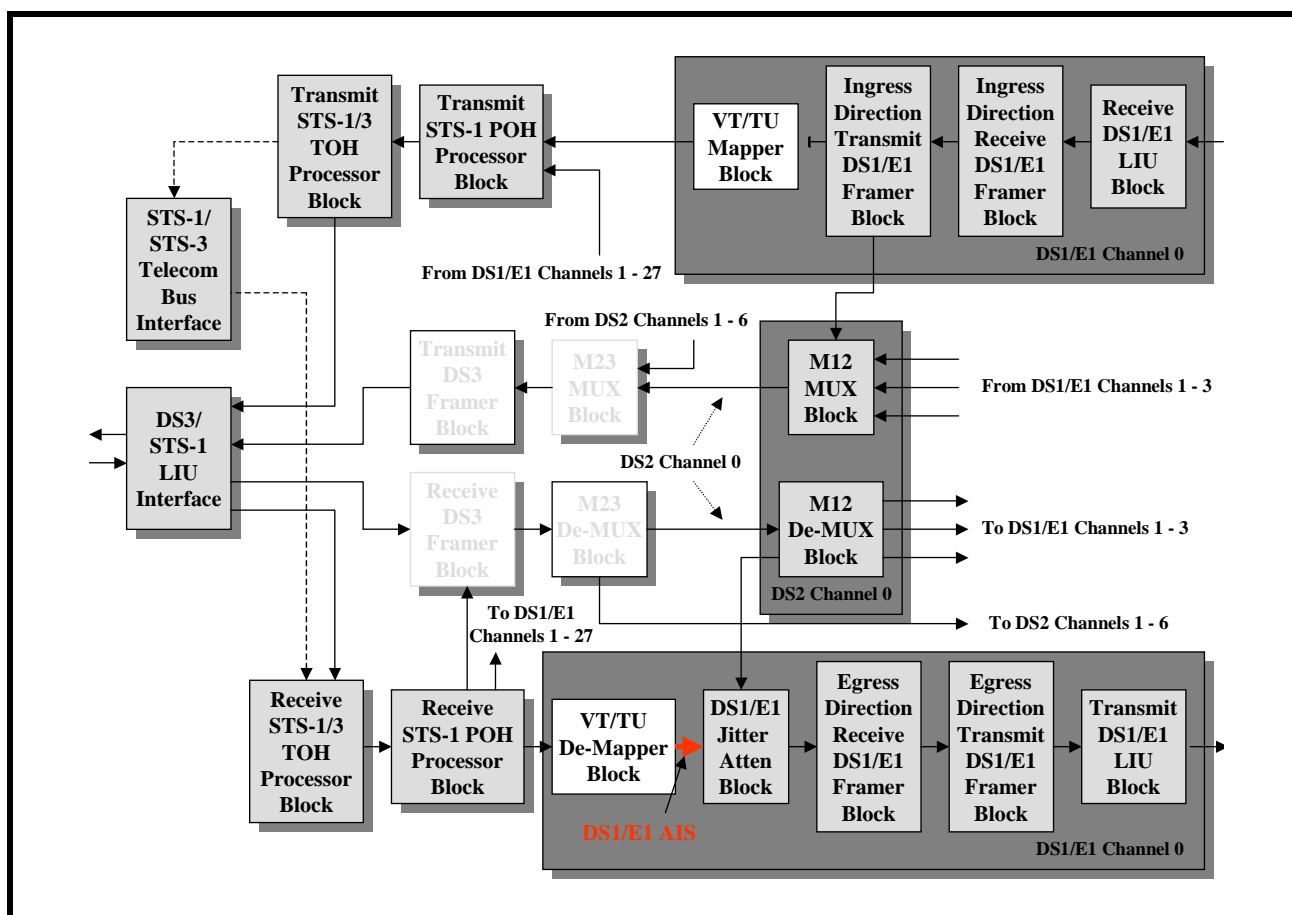 Transmit
STS-1/3
TOH
Processor
Block
Transmit
STS-1 POH
Processor
Block
VT/TU
Mapper
Block
Ingress
Direction
Transmit
DS1/E1
Framer
Block
Ingress
Direction
Receive
DS1/E1
Framer
Block
Receive
DS1/E1
LIU
Block
DS1/E1 Channel 0
STS-1/
STS-3
Telecom
Bus
Interface
From DS1/E1 Channels 1 - 27
From DS2 Channels 1 - 6
Transmit
DS3
Framer
Block
M23
MUX
Block
M12
MUX
Block
From DS1/E1 Channels 1 - 3
DS3/
STS-1
LIU
Interface
DS2 Channel 0
Receive
DS3
Framer
Block
M23
De-MUX
Block
M12
De-MUX
Block
To DS1/E1 Channels 1 - 3
DS2 Channel 0
To DS1/E1
Channels 1 - 27
To DS2 Channels 1 - 6
Receive
STS-1/3
TOH
Processor
Block
Receive
STS-1 POH
Processor
Block
VT/TU
De-Mapper
Block
DS1/E1
Jitter
Atten
Block
Egress
Direction
Receive
DS1/E1
Framer
Block
Egress
Direction
Transmit
DS1/E1
Framer
Block
Transmit
DS1/E1
LIU
Block
DS1/E1 AIS
DS1/E1 Channel 0